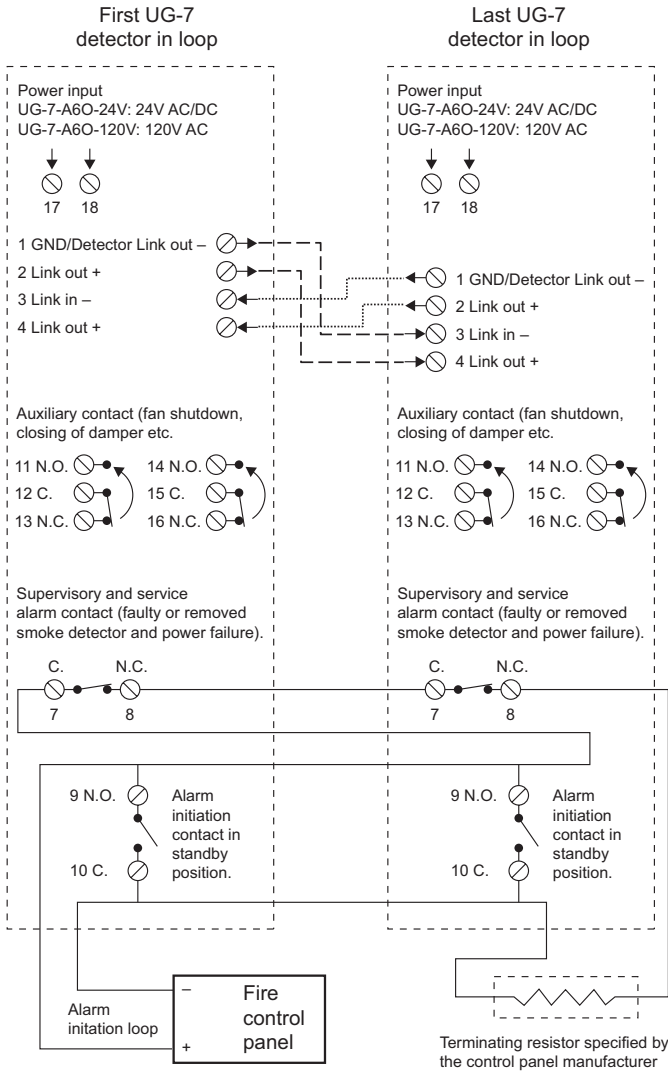 First UG-7
detector in loop
Last UG-7
detector in loop
Power input
UG-7-A6O-24V: 24V AC/DC
UG-7-A6O-120V: 120V AC
17 18
1 GND/Detector Link out –
2 Link out +
3 Link in –
4 Link out +
Auxiliary contact (fan shutdown,
closing of damper etc.
11 N.O. 14 N.O.
12 C. 15 C.
13 N.C. 16 N.C.
Supervisory and service
alarm contact (faulty or removed
smoke detector and power failure).
C. N.C.
7 8
9 N.O.
Alarm
initiation
contact in
standby
position.
10 C.
Power input
UG-7-A6O-24V: 24V AC/DC
UG-7-A6O-120V: 120V AC
17 18
1 GND/Detector Link out –
2 Link out +
3 Link in –
4 Link out +
Auxiliary contact (fan shutdown,
closing of damper etc.
11 N.O. 14 N.O.
12 C. 15 C.
13 N.C. 16 N.C.
Supervisory and service
alarm contact (faulty or removed
smoke detector and power failure).
C. N.C.
7 8
9 N.O.
Alarm
initiation
contact in
standby
position.
10 C.
Alarm
initation loop
–
+
Fire
control
panel
Terminating resistor specified by
the control panel manufacturer